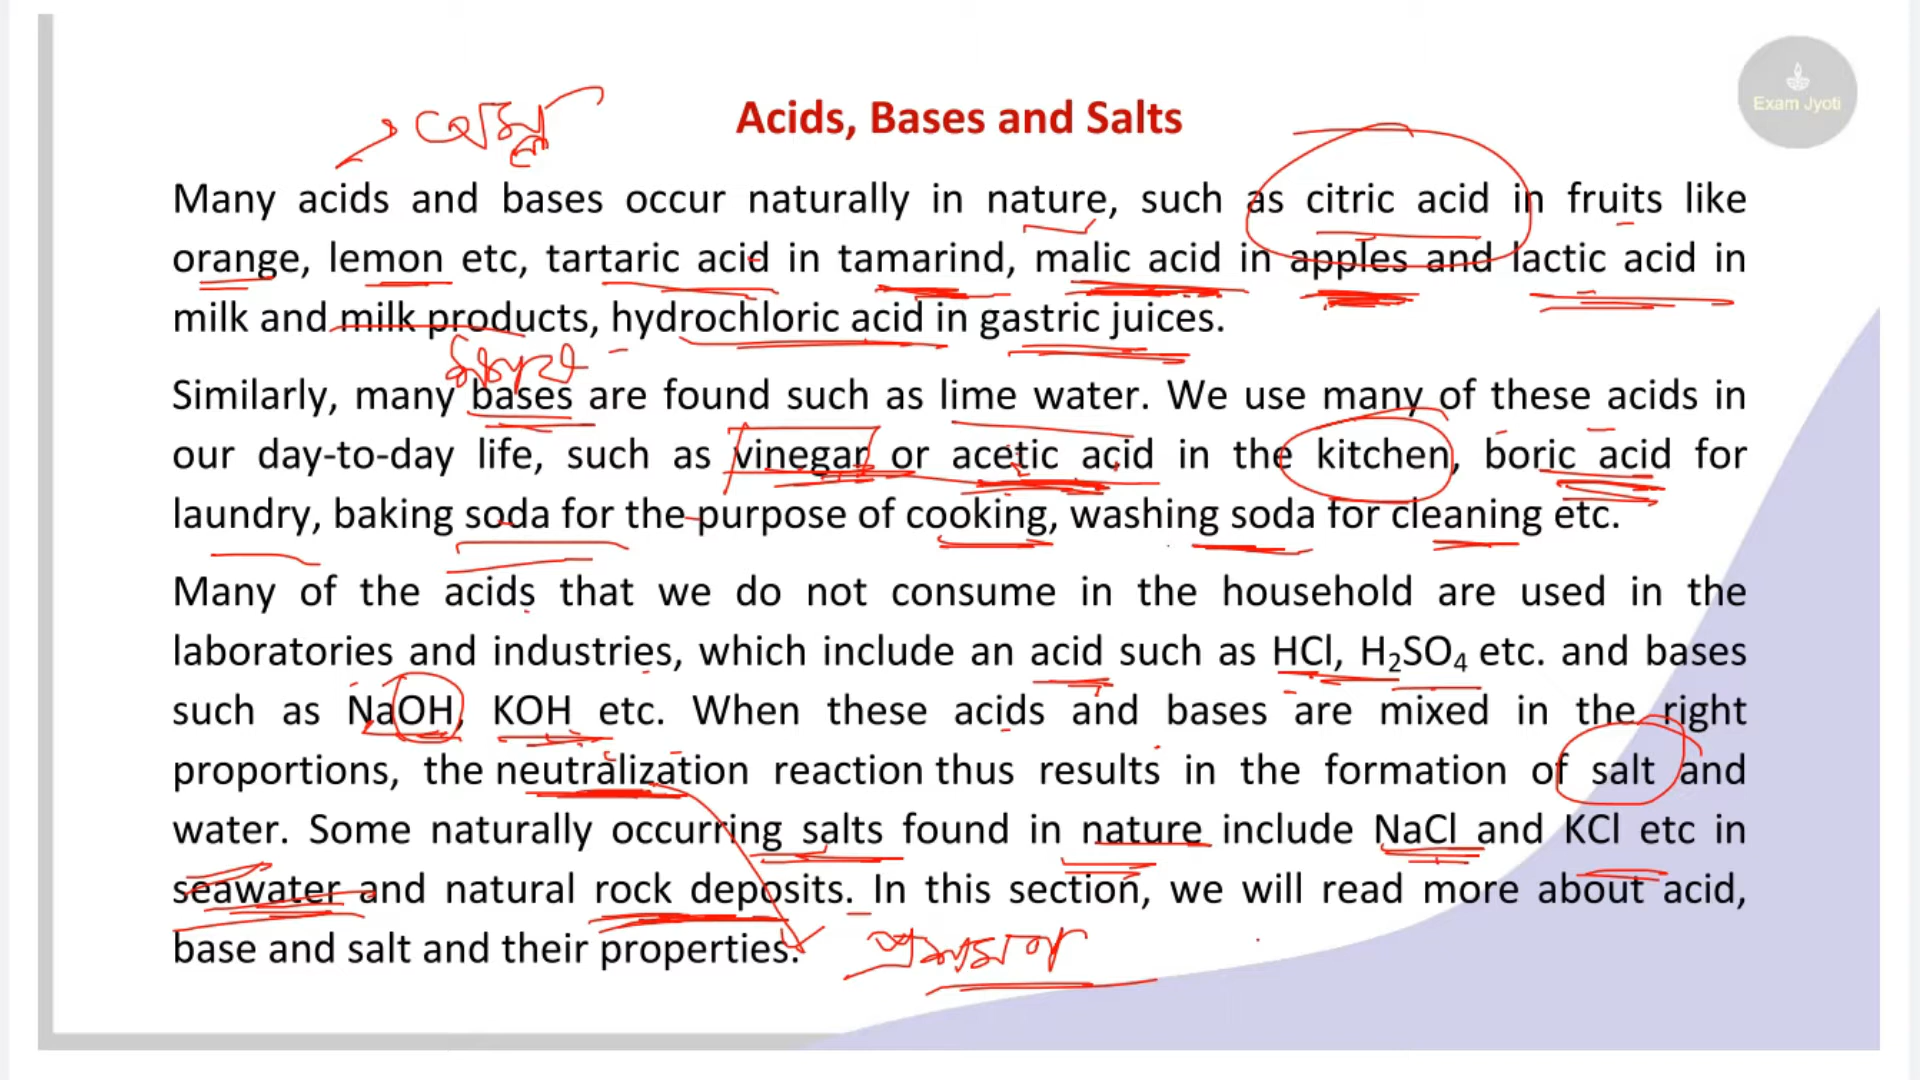 Exam Jyoti
Acids, Bases and Salts
Many acids and bases occur naturally in nature, such as citric acid in fruits like
orange, lemon etc, tartaric acid in tamarind, malic acid in apples and lactic acid in
milk and milk products, hydrochloric acid in gastric juices.
Similarly, many bases are found such as lime water. We use many of these acids in
our day-to-day life, such as vinegar or acetic acid in the kitchen, boric acid for
laundry, baking soda for the purpose of cooking, washing soda for cleaning etc.
Many of the acids that we do not consume in the household are used in the
laboratories and industries, which include an acid such as HCl, H₂SO₄ etc. and bases
such as NaOH, KOH etc. When these acids and bases are mixed in the right
proportions, the neutralization reaction thus results in the formation of salt and
water. Some naturally occurring salts found in nature include NaCl and KCl etc in
seawater and natural rock deposits. In this section, we will read more about acid,
base and salt and their properties.